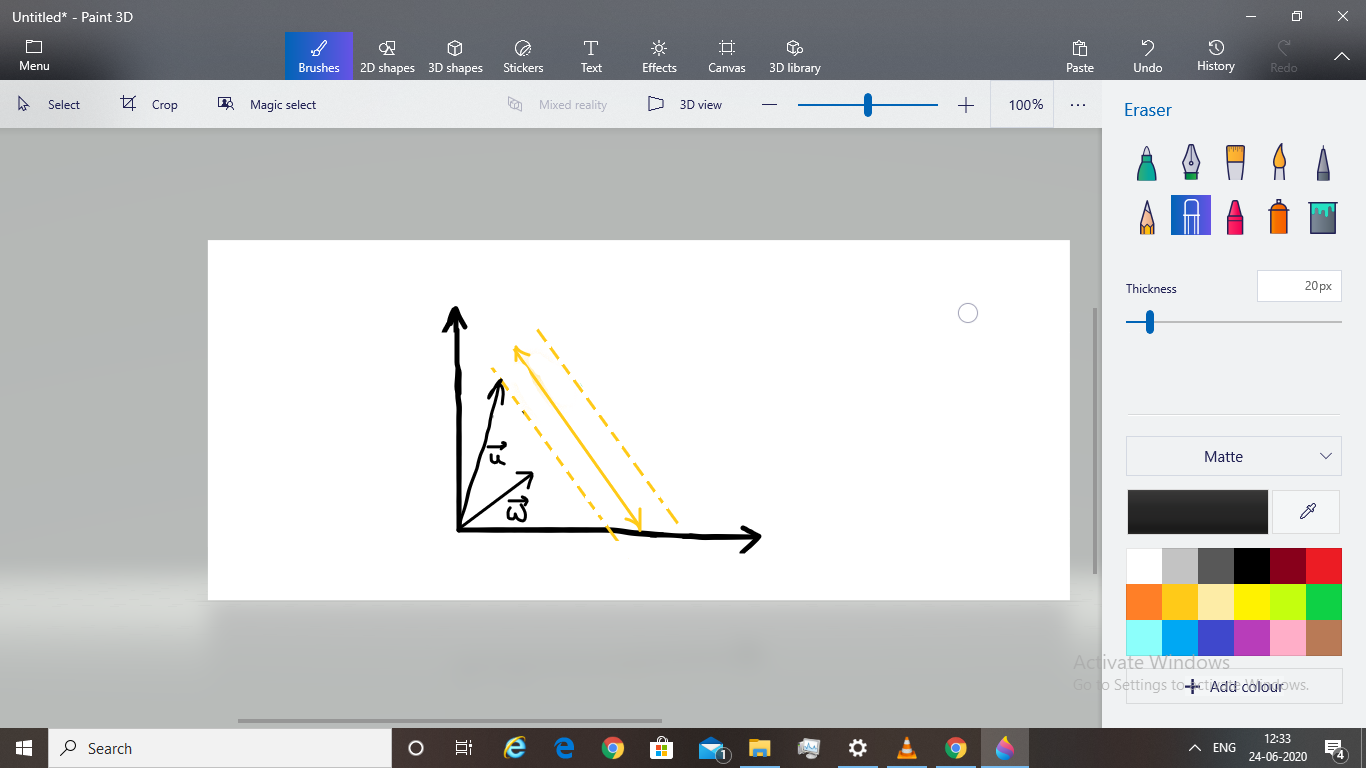 Untitled* - Paint 3D
Menu
Brushes 2D shapes 3D shapes Stickers Text Effects Canvas 3D library Paste Undo History Redo
Select Crop Magic select Mixed reality 3D view 100% ...
Eraser
Thickness 20px
Matte
Activate Windows
Go to Settings to activate Windows.
Add colour
Search
1
ENG
12:33
24-06-2020
4